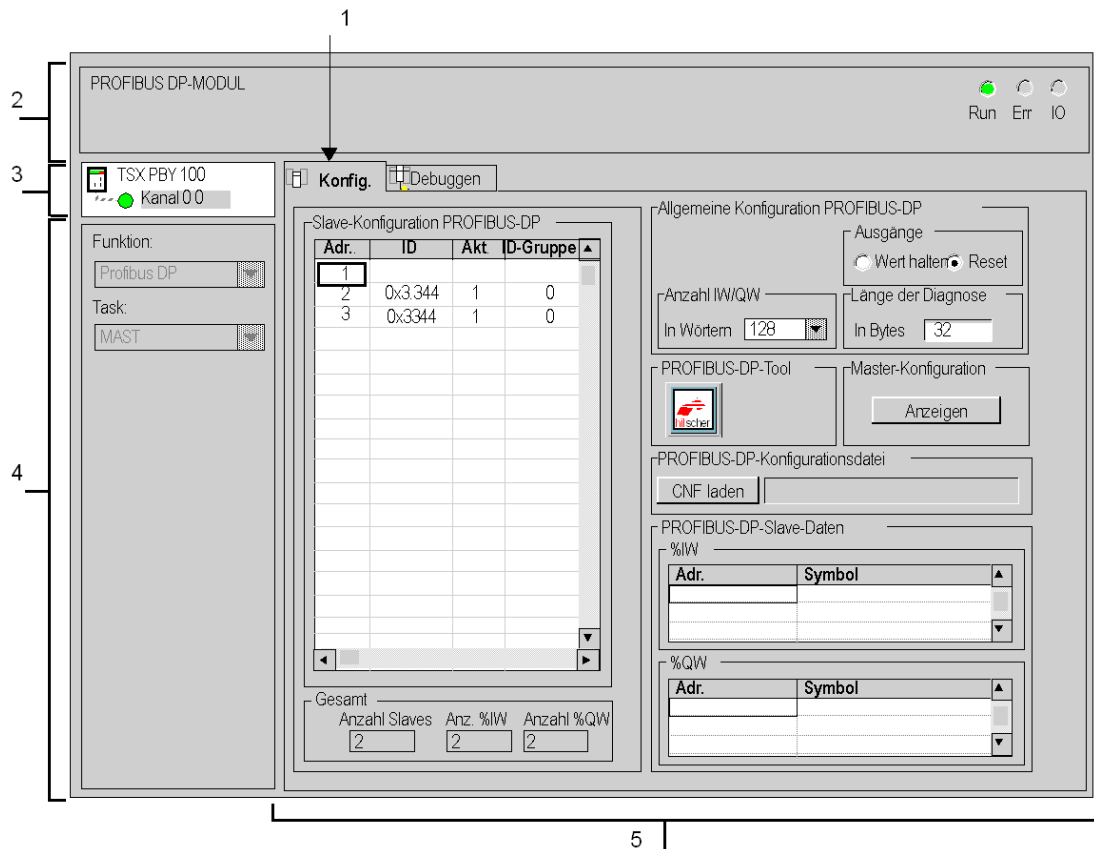 1
2
PROFIBUS DP-MODUL
Run Err IO
3
TSX PBY 100
Kanal 0 0
Konfig.
Debuggen
4
Funktion:
Profibus DP
Task:
MAST
Slave-Konfiguration PROFIBUS-DP
Adr. ID Akt ID-Gruppe
1
2 0x3.344 1 0
3 0x3344 1 0
Gesamt
Anzahl Slaves Anz. %IW Anzahl %QW
2 2 2
Allgemeine Konfiguration PROFIBUS-DP
Ausgänge
Wert halten Reset
Anzahl IW/QW
In Wörtern 128
Länge der Diagnose
In Bytes 32
PROFIBUS-DP-Tool
hilscher
Master-Konfiguration
Anzeigen
PROFIBUS-DP-Konfigurationsdatei
CNF laden
PROFIBUS-DP-Slave-Daten
%IW
Adr. Symbol
%QW
Adr. Symbol
5